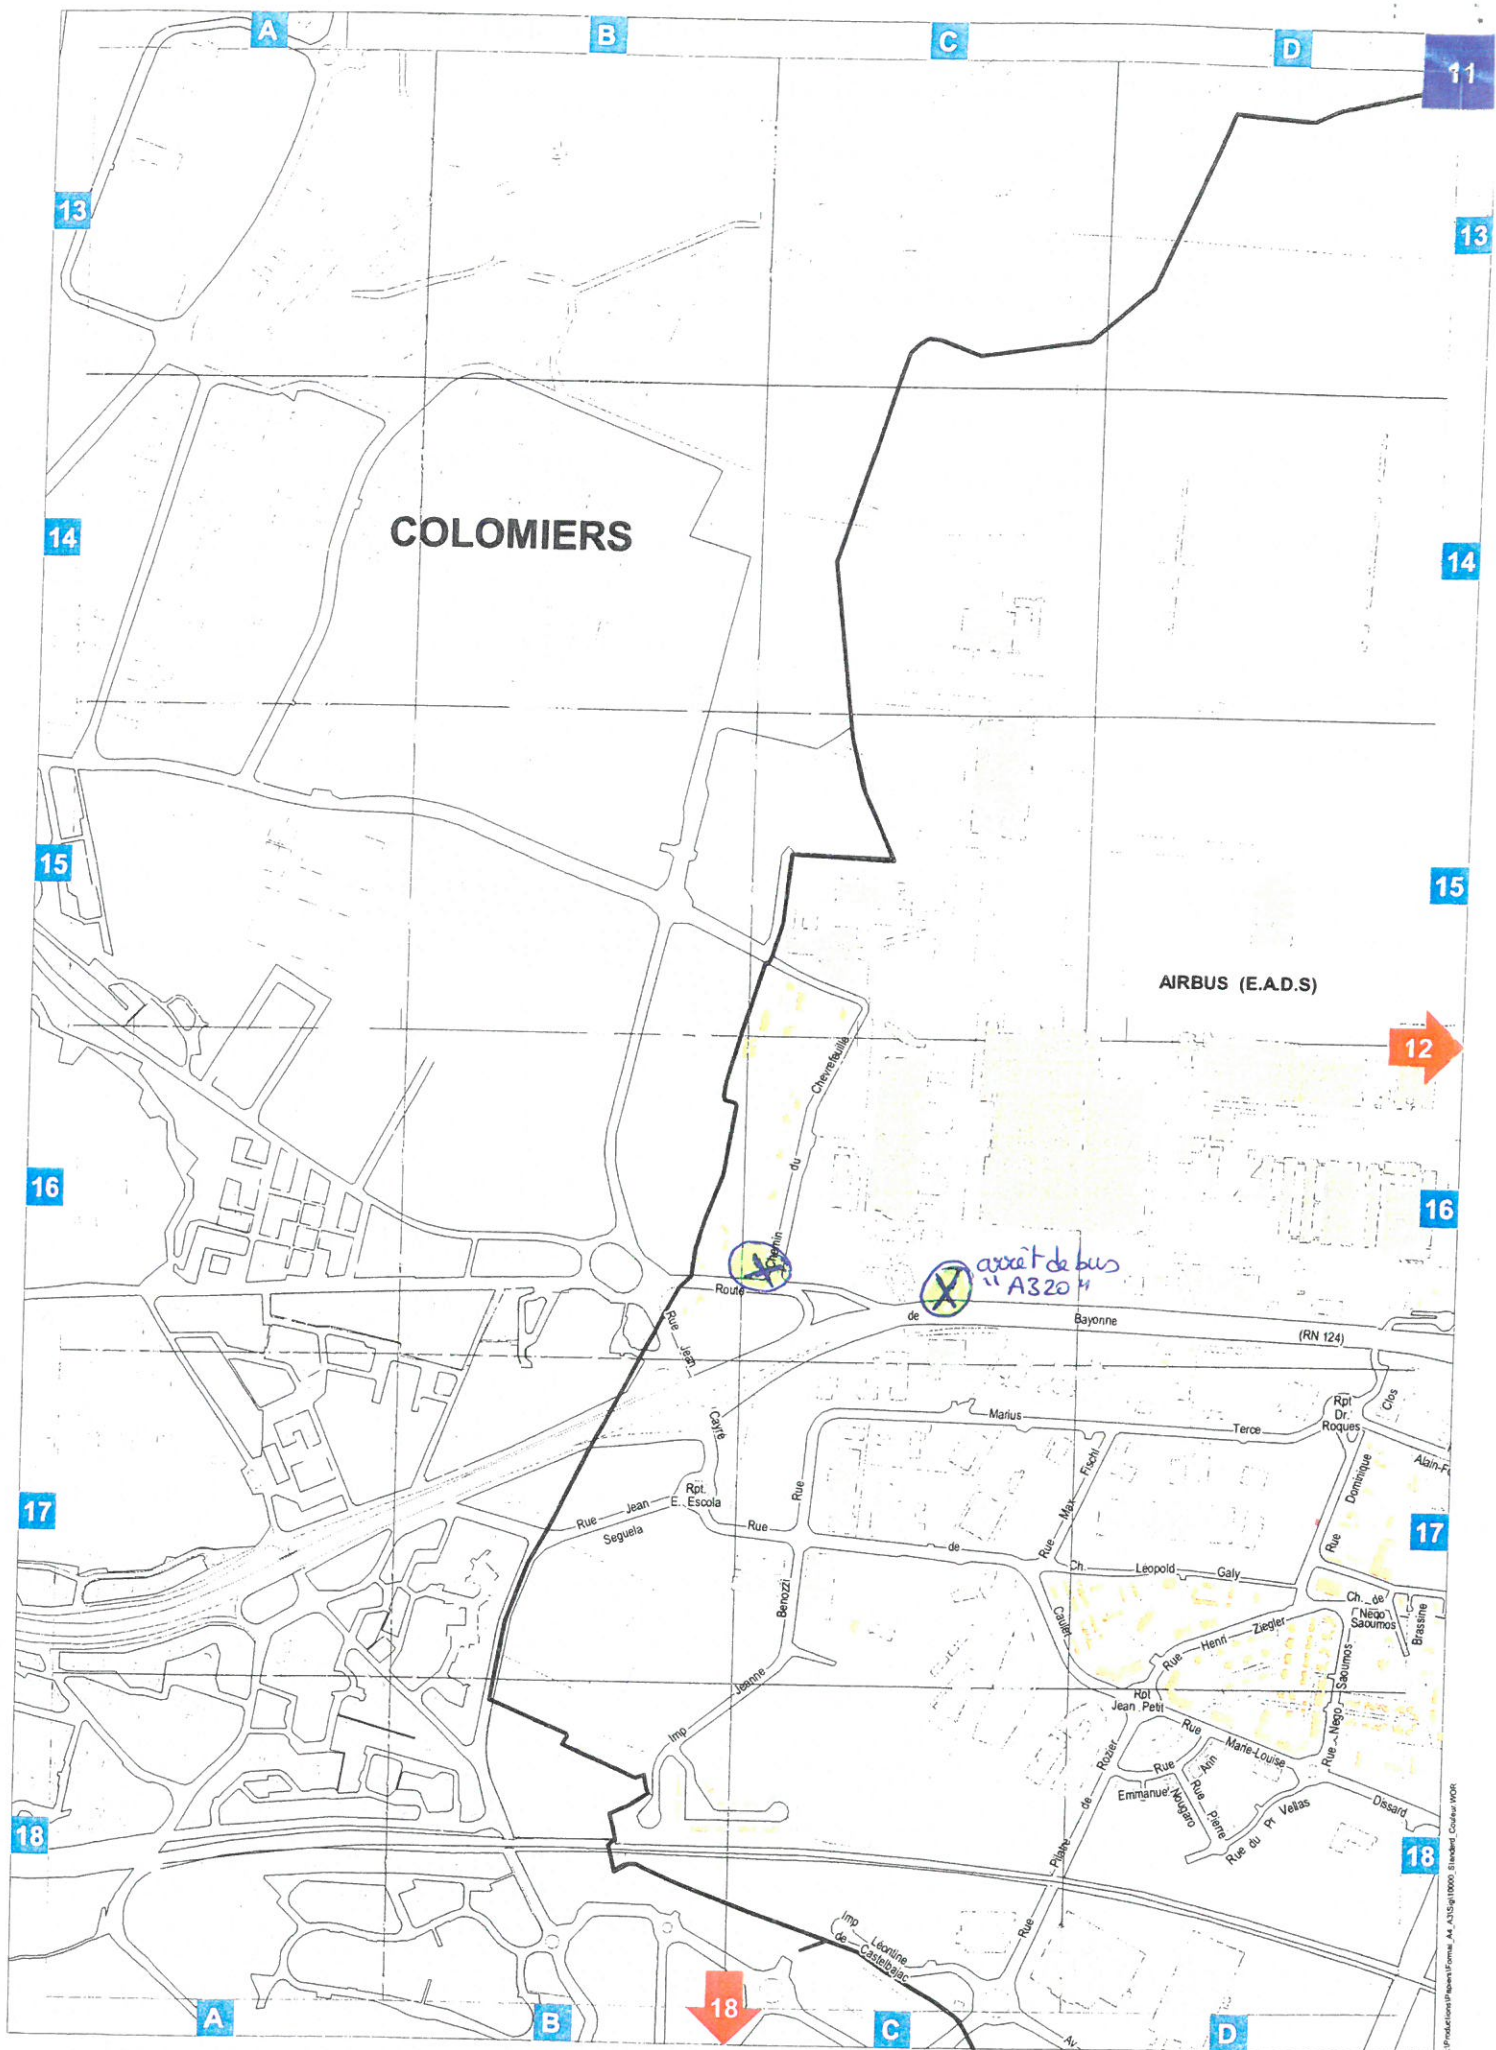 A
B
C
D
11
13
13
COLOMIERS
14
14
15
15
AIRBUS (E.A.D.S)
12
Chevrefeuille
du
Chemin
16
16
arrêt de bus
"A320"
Route
de
Bayonne
(RN 124)
Rue
Jean
Cayre
Marius
Terce
Rpt
Dr.
Roques
Clos
Alain-F
Fischl
Max
Rue
Dominique
Rue
Rpt.
E. Escola
Rue
Jean
Seguela
Rue
Rue
de
17
17
Ch.
Léopold
Galy
Benozzi
Caulet
Ch. de
Nego
Saoumos
Brassine
Rue
Henri
Ziegler
Saoumos
Nego
Rue
Jeanne
Imp
Rpt
Jean Petit
Rue
Marie-Louise
Dissard
Rozier
de
Pilatre
Rue
Rue
Ann
Emmanuel
Nougaro
Rue
Pierre
Rue du Pr Vellas
18
18
Imp
Léontine
de Castelbajac
A
B
18
C
D
Av